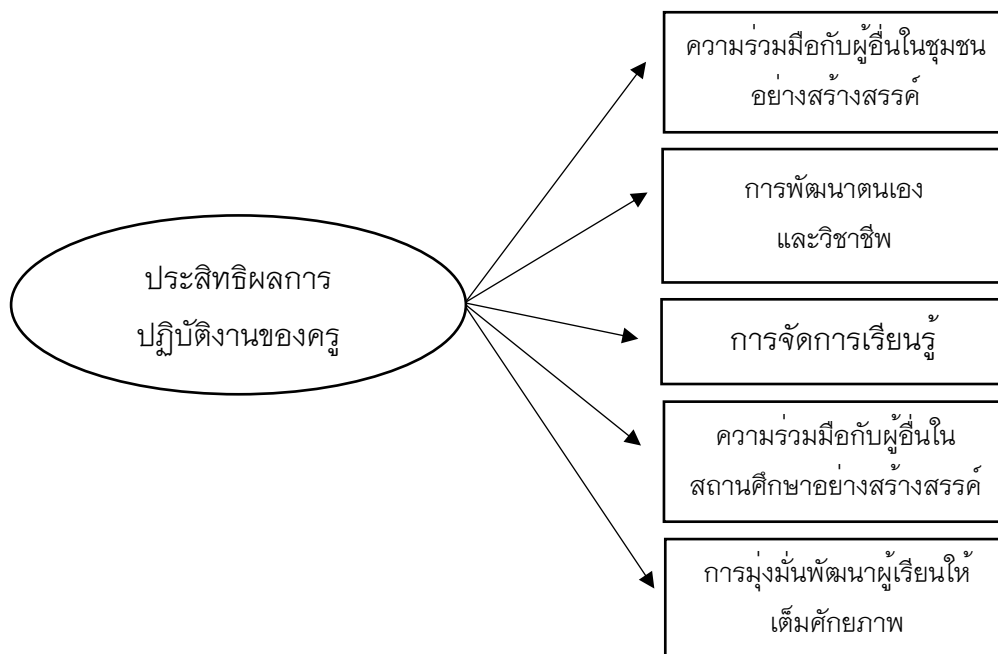 ประสิทธิผลการ
ปฏิบัติงานของครู
ความร่วมมือกับผู้อื่นในชุมชน
อย่างสร้างสรรค์
การพัฒนาตนเอง
และวิชาชีพ
การจัดการเรียนรู้
ความร่วมมือกับผู้อื่นใน
สถานศึกษาอย่างสร้างสรรค์
การมุ่งมั่นพัฒนาผู้เรียนให้
เต็มศักยภาพ